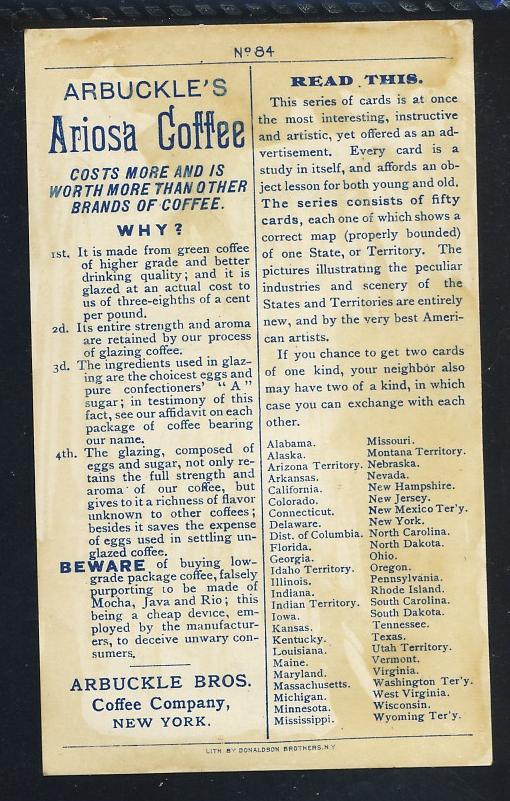 Nº 84
ARBUCKLE'S
Ariosa Coffee
COSTS MORE AND IS
WORTH MORE THAN OTHER
BRANDS OF COFFEE.
WHY?
1st. It is made from green coffee
of higher grade and better
drinking quality; and it is
glazed at an actual cost to
us of three-eighths of a cent
per pound.
2d. Its entire strength and aroma
are retained by our process
of glazing coffee.
3d. The ingredients used in glaz-
ing are the choicest eggs and
pure confectioners' "A"
sugar; in testimony of this
fact, see our affidavit on each
package of coffee bearing
our name.
4th. The glazing, composed of
eggs and sugar, not only re-
tains the full strength and
aroma of our coffee, but
gives to it a richness of flavor
unknown to other coffees;
besides it saves the expense
of eggs used in settling un-
glazed coffee.
BEWARE of buying low-
grade package coffee, falsely
purporting to be made of
Mocha, Java and Rio; this
being a cheap device, em-
ployed by the manufactur-
ers, to deceive unwary con-
sumers.
ARBUCKLE BROS.
Coffee Company,
NEW YORK.
READ THIS.
This series of cards is at once
the most interesting, instructive
and artistic, yet offered as an ad-
vertisement. Every card is a
study in itself, and affords an ob-
ject lesson for both young and old.
The series consists of fifty
cards, each one of which shows a
correct map (properly bounded)
of one State, or Territory. The
pictures illustrating the peculiar
industries and scenery of the
States and Territories are entirely
new, and by the very best Ameri-
can artists.
If you chance to get two cards
of one kind, your neighbor also
may have two of a kind, in which
case you can exchange with each
other.
Alabama.
Alaska.
Arizona Territory.
Arkansas.
California.
Colorado.
Connecticut.
Delaware.
Dist. of Columbia.
Florida.
Georgia.
Idaho Territory.
Illinois.
Indiana.
Indian Territory.
Iowa.
Kansas.
Kentucky.
Louisiana.
Maine.
Maryland.
Massachusetts.
Michigan.
Minnesota.
Mississippi.
Missouri.
Montana Territory.
Nebraska.
Nevada.
New Hampshire.
New Jersey.
New Mexico Ter'y.
New York.
North Carolina.
North Dakota.
Ohio.
Oregon.
Pennsylvania.
Rhode Island.
South Carolina.
South Dakota.
Tennessee.
Texas.
Utah Territory.
Vermont.
Virginia.
Washington Ter'y.
West Virginia.
Wisconsin.
Wyoming Ter'y.
LITH BY DONALDSON BROTHERS, N.Y